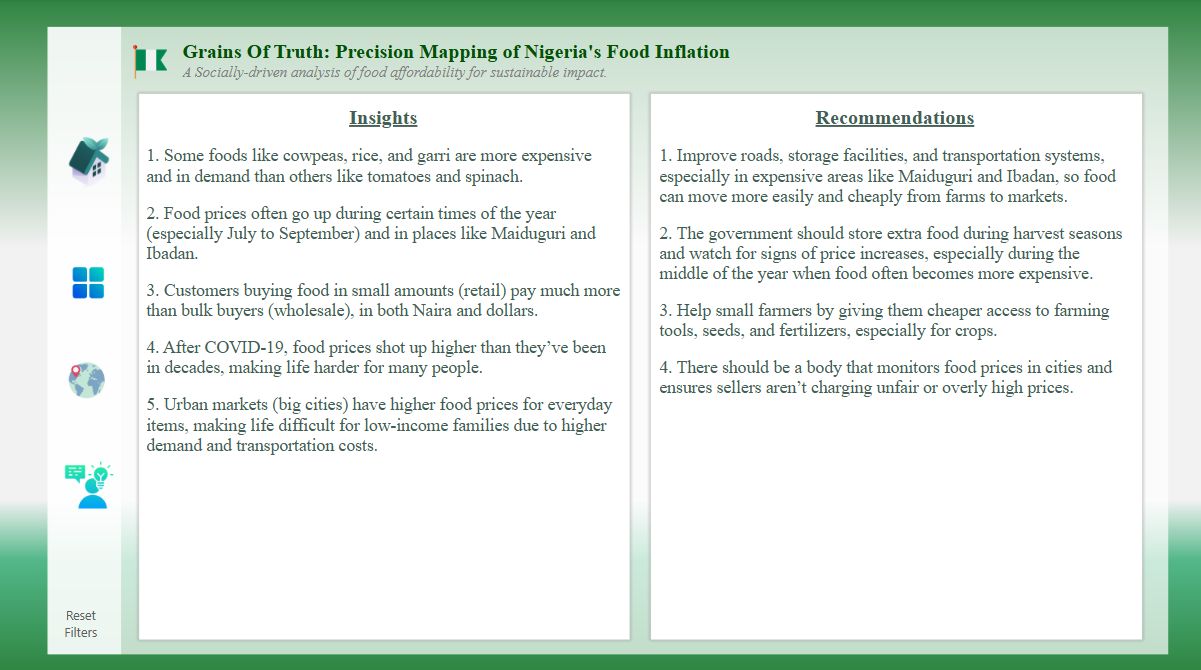 Grains Of Truth: Precision Mapping of Nigeria's Food Inflation
A Socially-driven analysis of food affordability for sustainable impact.
Insights
1. Some foods like cowpeas, rice, and garri are more expensive
and in demand than others like tomatoes and spinach.
2. Food prices often go up during certain times of the year
(especially July to September) and in places like Maiduguri and
Ibadan.
3. Customers buying food in small amounts (retail) pay much more
than bulk buyers (wholesale), in both Naira and dollars.
4. After COVID-19, food prices shot up higher than they’ve been
in decades, making life harder for many people.
5. Urban markets (big cities) have higher food prices for everyday
items, making life difficult for low-income families due to higher
demand and transportation costs.
Recommendations
1. Improve roads, storage facilities, and transportation systems,
especially in expensive areas like Maiduguri and Ibadan, so food
can move more easily and cheaply from farms to markets.
2. The government should store extra food during harvest seasons
and watch for signs of price increases, especially during the
middle of the year when food often becomes more expensive.
3. Help small farmers by giving them cheaper access to farming
tools, seeds, and fertilizers, especially for crops.
4. There should be a body that monitors food prices in cities and
ensures sellers aren’t charging unfair or overly high prices.
Reset
Filters